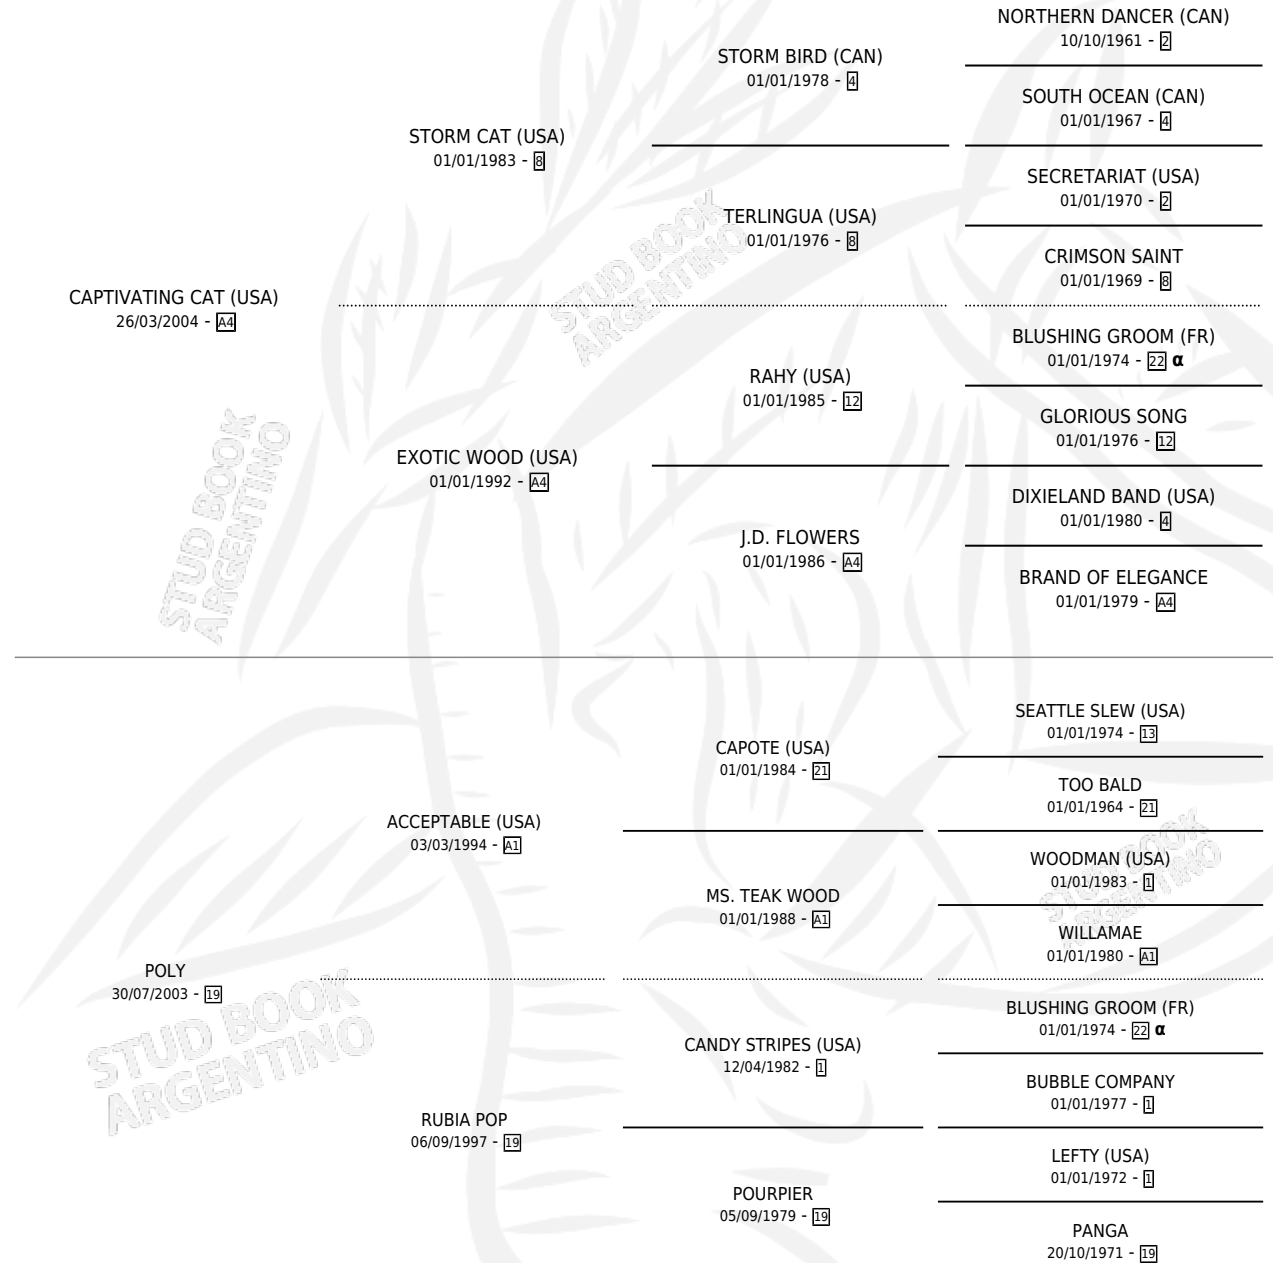 NORTHERN DANCER (CAN)
10/10/1961 - 2
STORM BIRD (CAN)
01/01/1978 - 4
SOUTH OCEAN (CAN)
01/01/1967 - 4
STORM CAT (USA)
01/01/1983 - 8
SECRETARIAT (USA)
01/01/1970 - 2
TERLINGUA (USA)
01/01/1976 - 8
CRIMSON SAINT
01/01/1969 - 8
CAPTIVATING CAT (USA)
26/03/2004 - A4
BLUSHING GROOM (FR)
01/01/1974 - 22 α
RAHY (USA)
01/01/1985 - 12
GLORIOUS SONG
01/01/1976 - 12
EXOTIC WOOD (USA)
01/01/1992 - A4
DIXIELAND BAND (USA)
01/01/1980 - 4
J.D. FLOWERS
01/01/1986 - A4
BRAND OF ELEGANCE
01/01/1979 - A4
SEATTLE SLEW (USA)
01/01/1974 - 13
CAPOTE (USA)
01/01/1984 - 21
TOO BALD
01/01/1964 - 21
ACCEPTABLE (USA)
03/03/1994 - A1
WOODMAN (USA)
01/01/1983 - 1
MS. TEAK WOOD
01/01/1988 - A1
WILLAMAE
01/01/1980 - A1
POLY
30/07/2003 - 19
BLUSHING GROOM (FR)
01/01/1974 - 22 α
CANDY STRIPES (USA)
12/04/1982 - 1
BUBBLE COMPANY
01/01/1977 - 1
RUBIA POP
06/09/1997 - 19
LEFTY (USA)
01/01/1972 - 1
POURPIER
05/09/1979 - 19
PANGA
20/10/1971 - 19
STUD BOOK
ARGENTINO
STUD BOOK
ARGENTINO
STUD BOOK
ARGENTINO
STUD BOOK
ARGENTINO